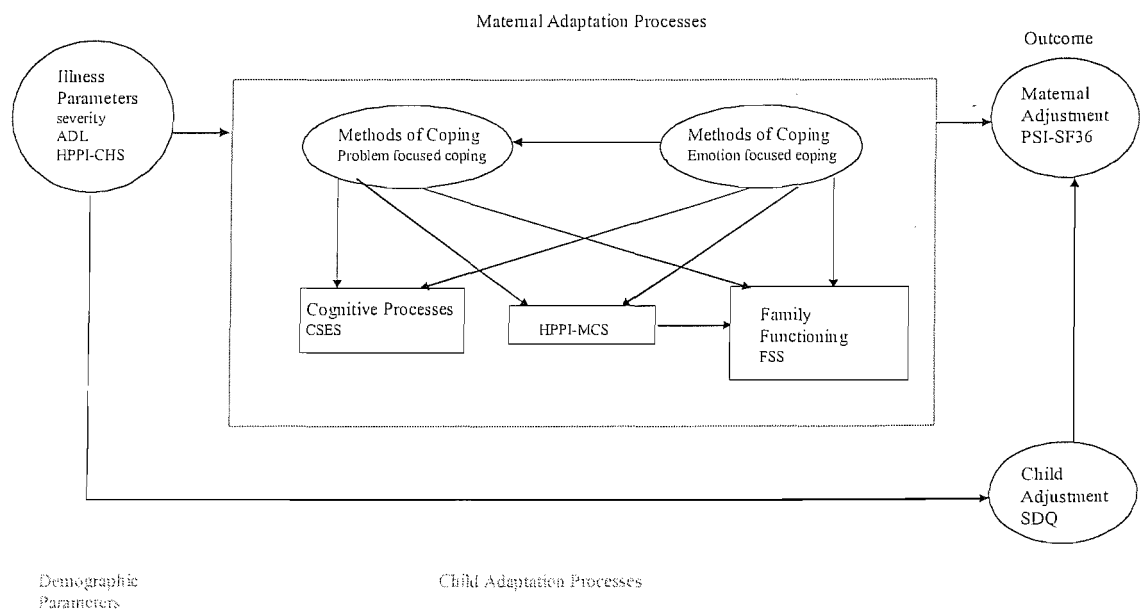 Maternal Adaptation Processes
Outcome
Illness
Parameters
severity
ADL
HPPI-CHS
Methods of Coping
Problem focused coping
Methods of Coping
Emotion focused coping
Maternal
Adjustment
PSI-SF36
Cognitive Processes
CSES
HPPI-MCS
Family
Functioning
FSS
Child
Adjustment
SDQ
Demographic
Parameters
Child Adaptation Processes